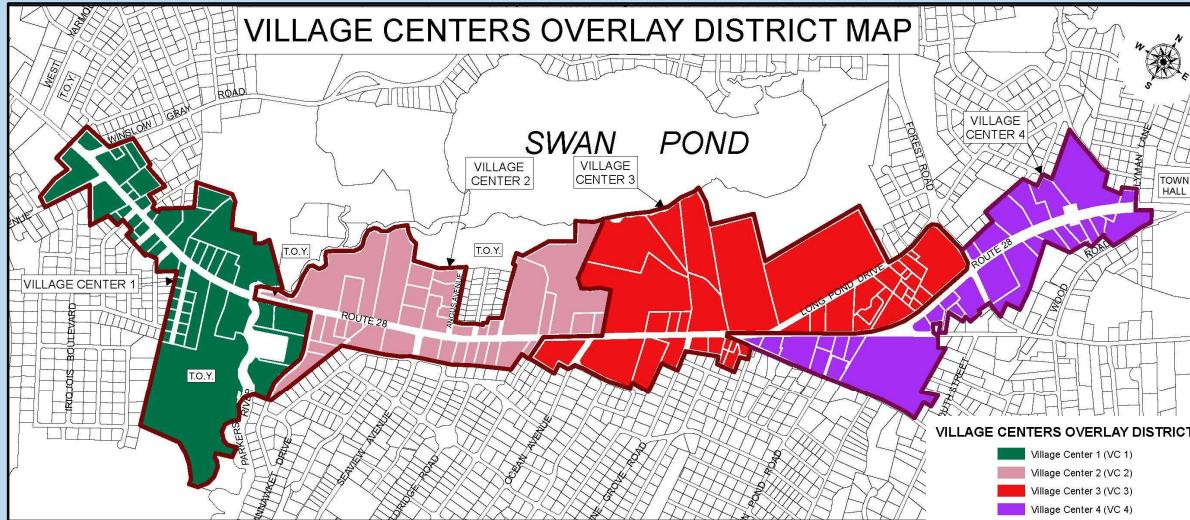 VILLAGE CENTERS OVERLAY DISTRICT MAP
WEST
T.O.Y.
WINSLOW GRAY ROAD
N
W
E
S
SWAN POND
VILLAGE
CENTER 2
VILLAGE
CENTER 3
VILLAGE
CENTER 4
FOREST ROAD
LYMAN LANE
TOWN
HALL
T.O.Y.
T.O.Y.
VILLAGE CENTER 1
ROUTE 28
AVENUE
LONG POND DRIVE
ROUTE 28
WOOD
ROAD
IRIQUOIS BOULEVARD
T.O.Y.
PARKERS RIVER
SEAVIEW AVENUE
OCEAN AVENUE
VILLAGE CENTERS OVERLAY DISTRICT
Village Center 1 (VC 1)
Village Center 2 (VC 2)
Village Center 3 (VC 3)
Village Center 4 (VC 4)